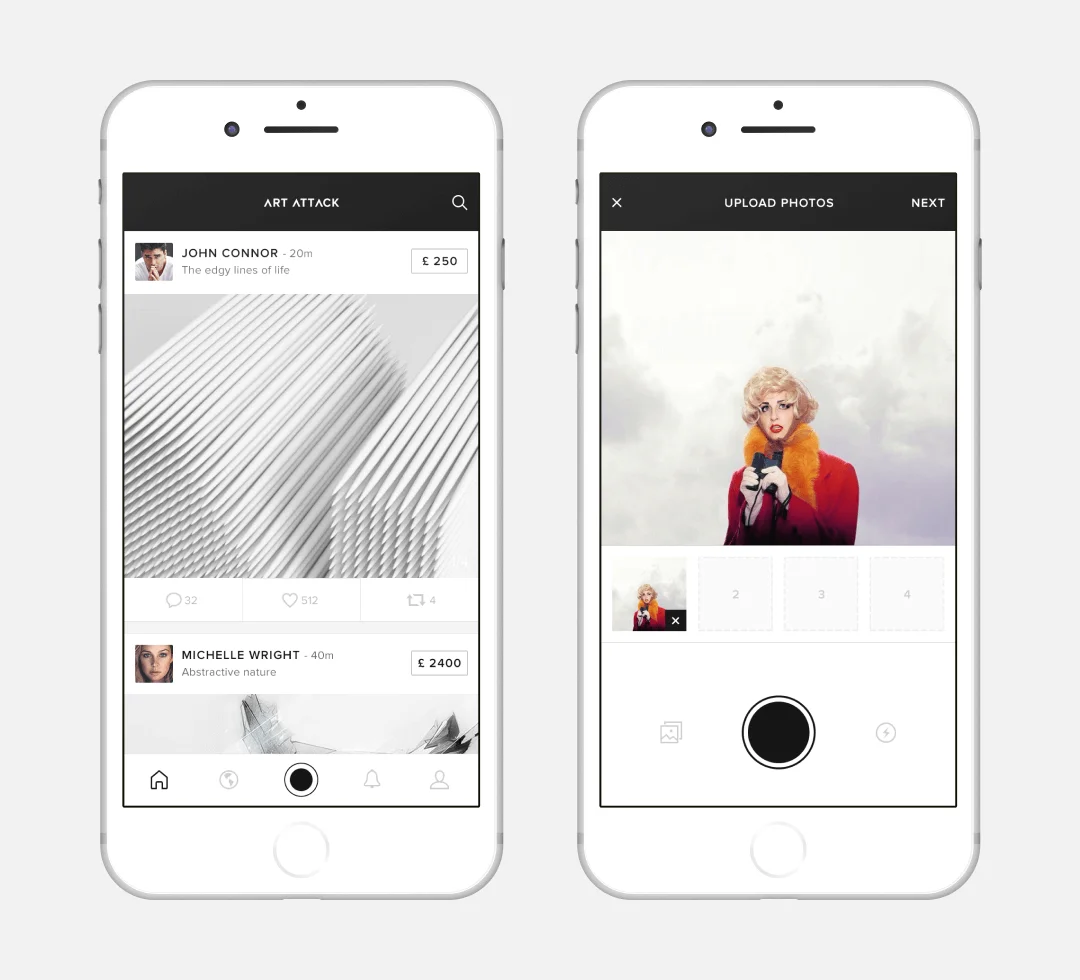 ART ATTACK
JOHN CONNOR - 20m
The edgy lines of life
£ 250
32
512
4
MICHELLE WRIGHT - 40m
Abstractive nature
£ 2400
UPLOAD PHOTOS
NEXT
2
3
4